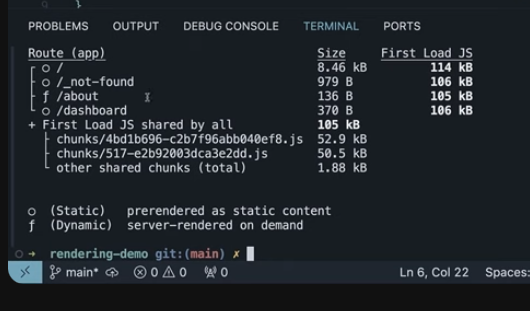 }
PROBLEMS OUTPUT DEBUG CONSOLE TERMINAL PORTS
Route (app) Size First Load JS
┌ ○ / 8.46 kB 114 kB
├ ○ /_not-found 979 B 106 kB
├ ƒ /about 136 B 105 kB
└ ○ /dashboard 370 B 106 kB
+ First Load JS shared by all 105 kB
├ chunks/4bd1b696-c2b7f96abb040ef8.js 52.9 kB
├ chunks/517-e2b92003dca3e2dd.js 50.5 kB
└ other shared chunks (total) 1.88 kB
○ (Static) prerendered as static content
ƒ (Dynamic) server-rendered on demand
○ → rendering-demo git:(main) ✗
main* 0 0 0 Ln 6, Col 22 Spaces: